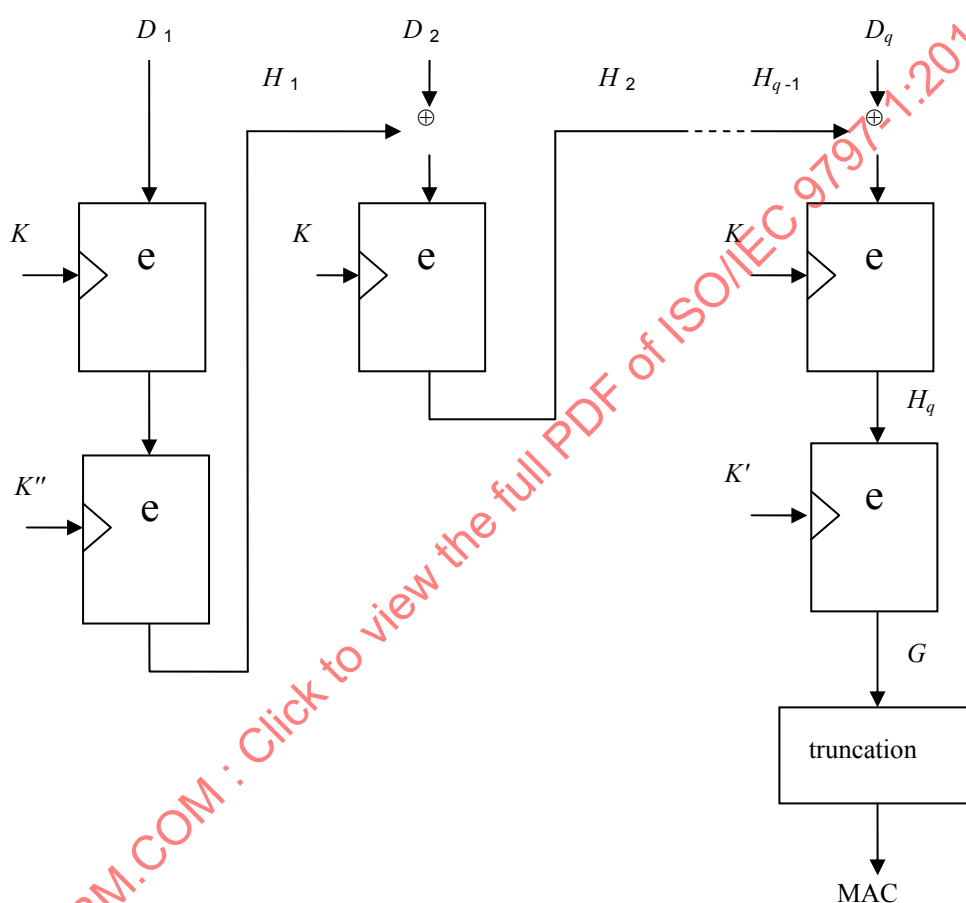 D 1
D 2
D q
H 1
H 2
H q-1
⊕
⊕
K
e
K
e
K
e
H q
K″
e
K′
e
G
truncation
MAC
M.COM : Click to view the full PDF of ISO/IEC 9797-1:201